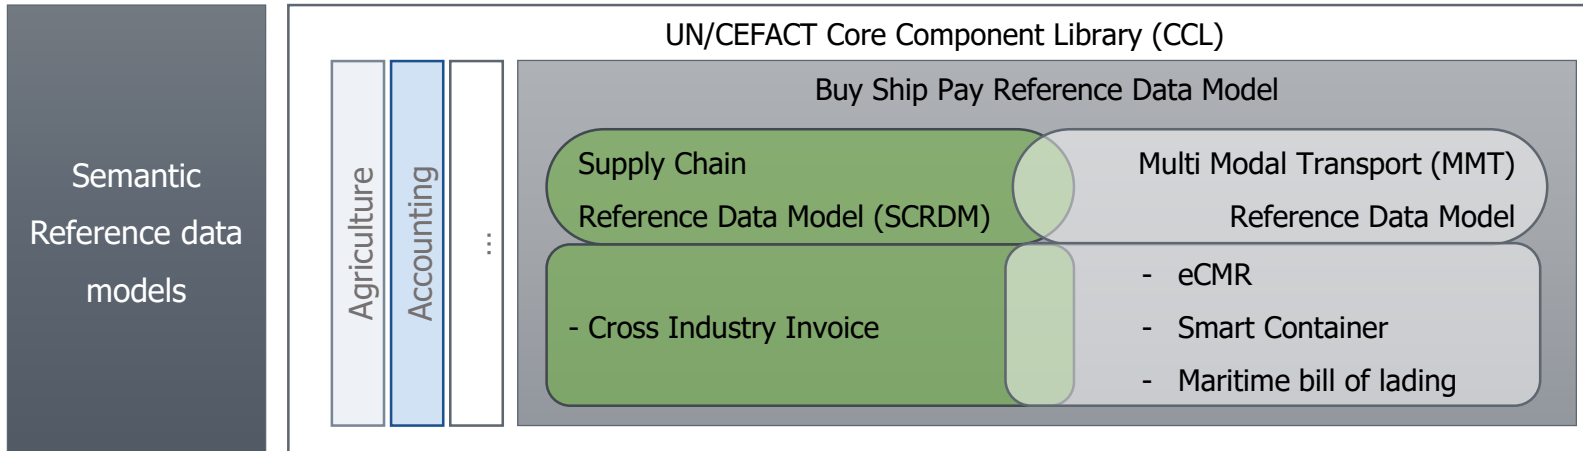 Semantic
Reference data
models
UN/CEFACT Core Component Library (CCL)
Agriculture
Accounting
...
Buy Ship Pay Reference Data Model
Supply Chain
Reference Data Model (SCRDM)
Multi Modal Transport (MMT)
Reference Data Model
- Cross Industry Invoice
- eCMR
- Smart Container
- Maritime bill of lading